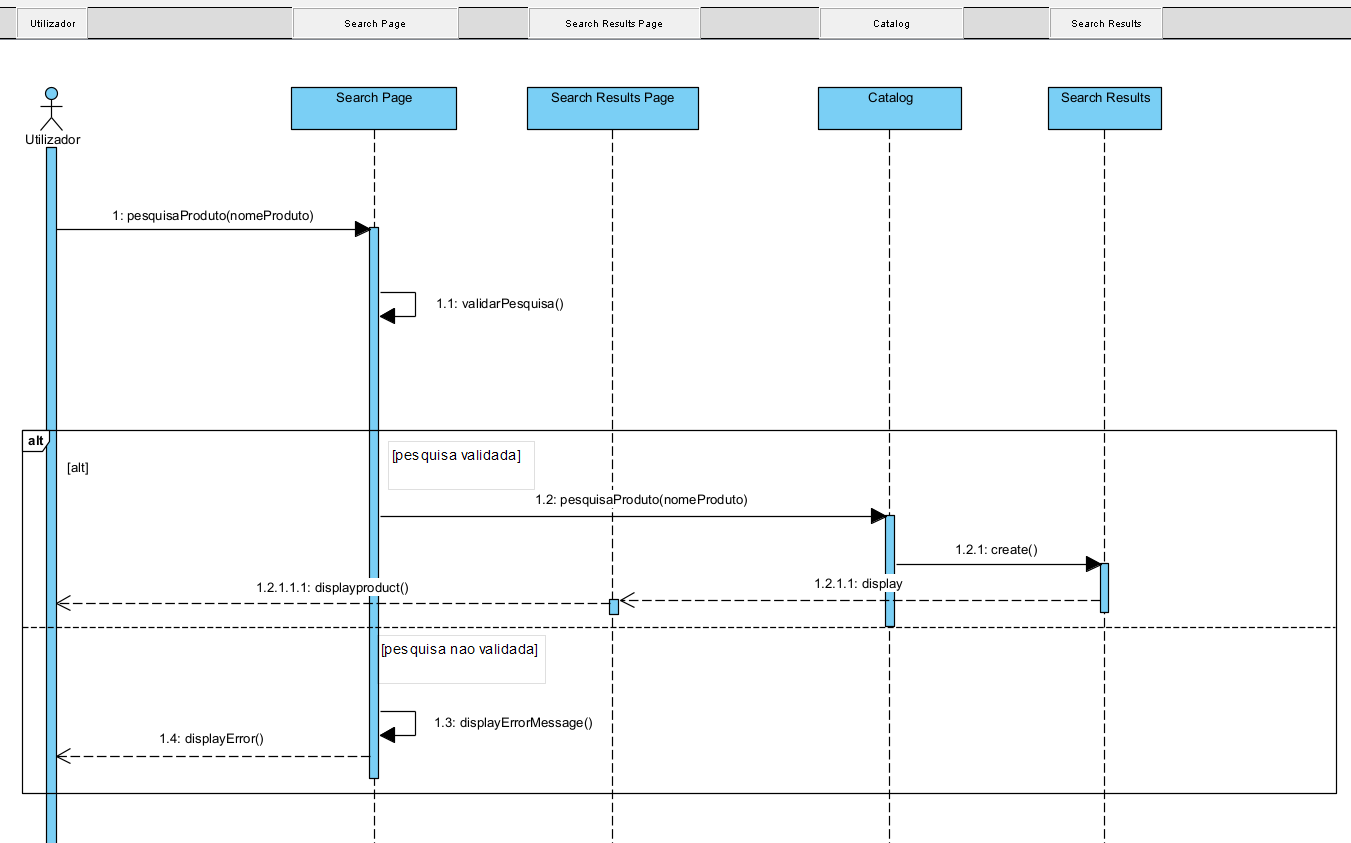 Utilizador
Search Page
Search Results Page
Catalog
Search Results
Utilizador
Search Page
Search Results Page
Catalog
Search Results
1: pesquisaProduto(nomeProduto)
1.1: validarPesquisa()
alt
[alt]
[pesquisa validada]
1.2: pesquisaProduto(nomeProduto)
1.2.1: create()
1.2.1.1: display
1.2.1.1.1: displayproduct()
[pesquisa nao validada]
1.3: displayErrorMessage()
1.4: displayError()